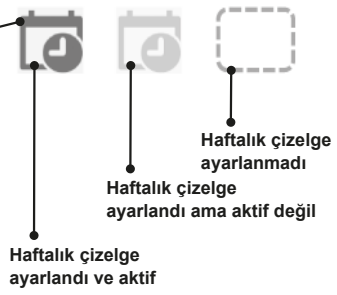 Haftalık çizelge
ayarlanmadı
Haftalık çizelge
ayarlandı ama aktif değil
Haftalık çizelge
ayarlandı ve aktif